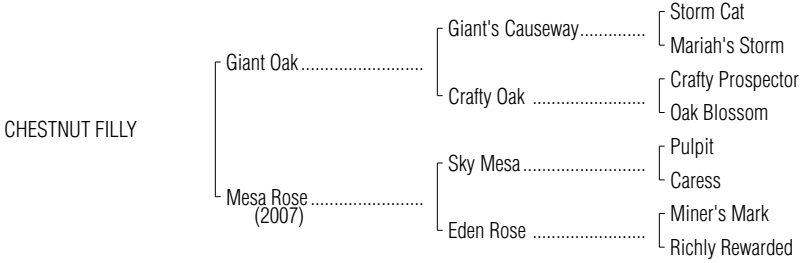 Storm Cat
Giant's Causeway..............
Mariah's Storm
Giant Oak..........................
Crafty Prospector
Crafty Oak ........................
Oak Blossom
CHESTNUT FILLY
Pulpit
Sky Mesa..........................
Caress
Mesa Rose........................
(2007)
Miner's Mark
Eden Rose ........................
Richly Rewarded